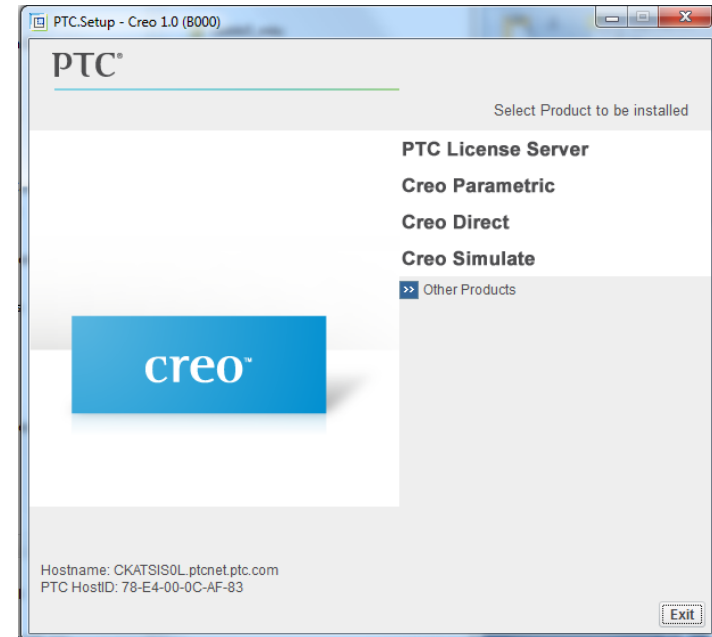 PTC.Setup - Creo 1.0 (B000)
PTC®
Select Product to be installed
PTC License Server
Creo Parametric
Creo Direct
Creo Simulate
Other Products
creo™
Hostname: CKATSIS0L.ptcnet.ptc.com
PTC HostID: 78-E4-00-0C-AF-83
Exit